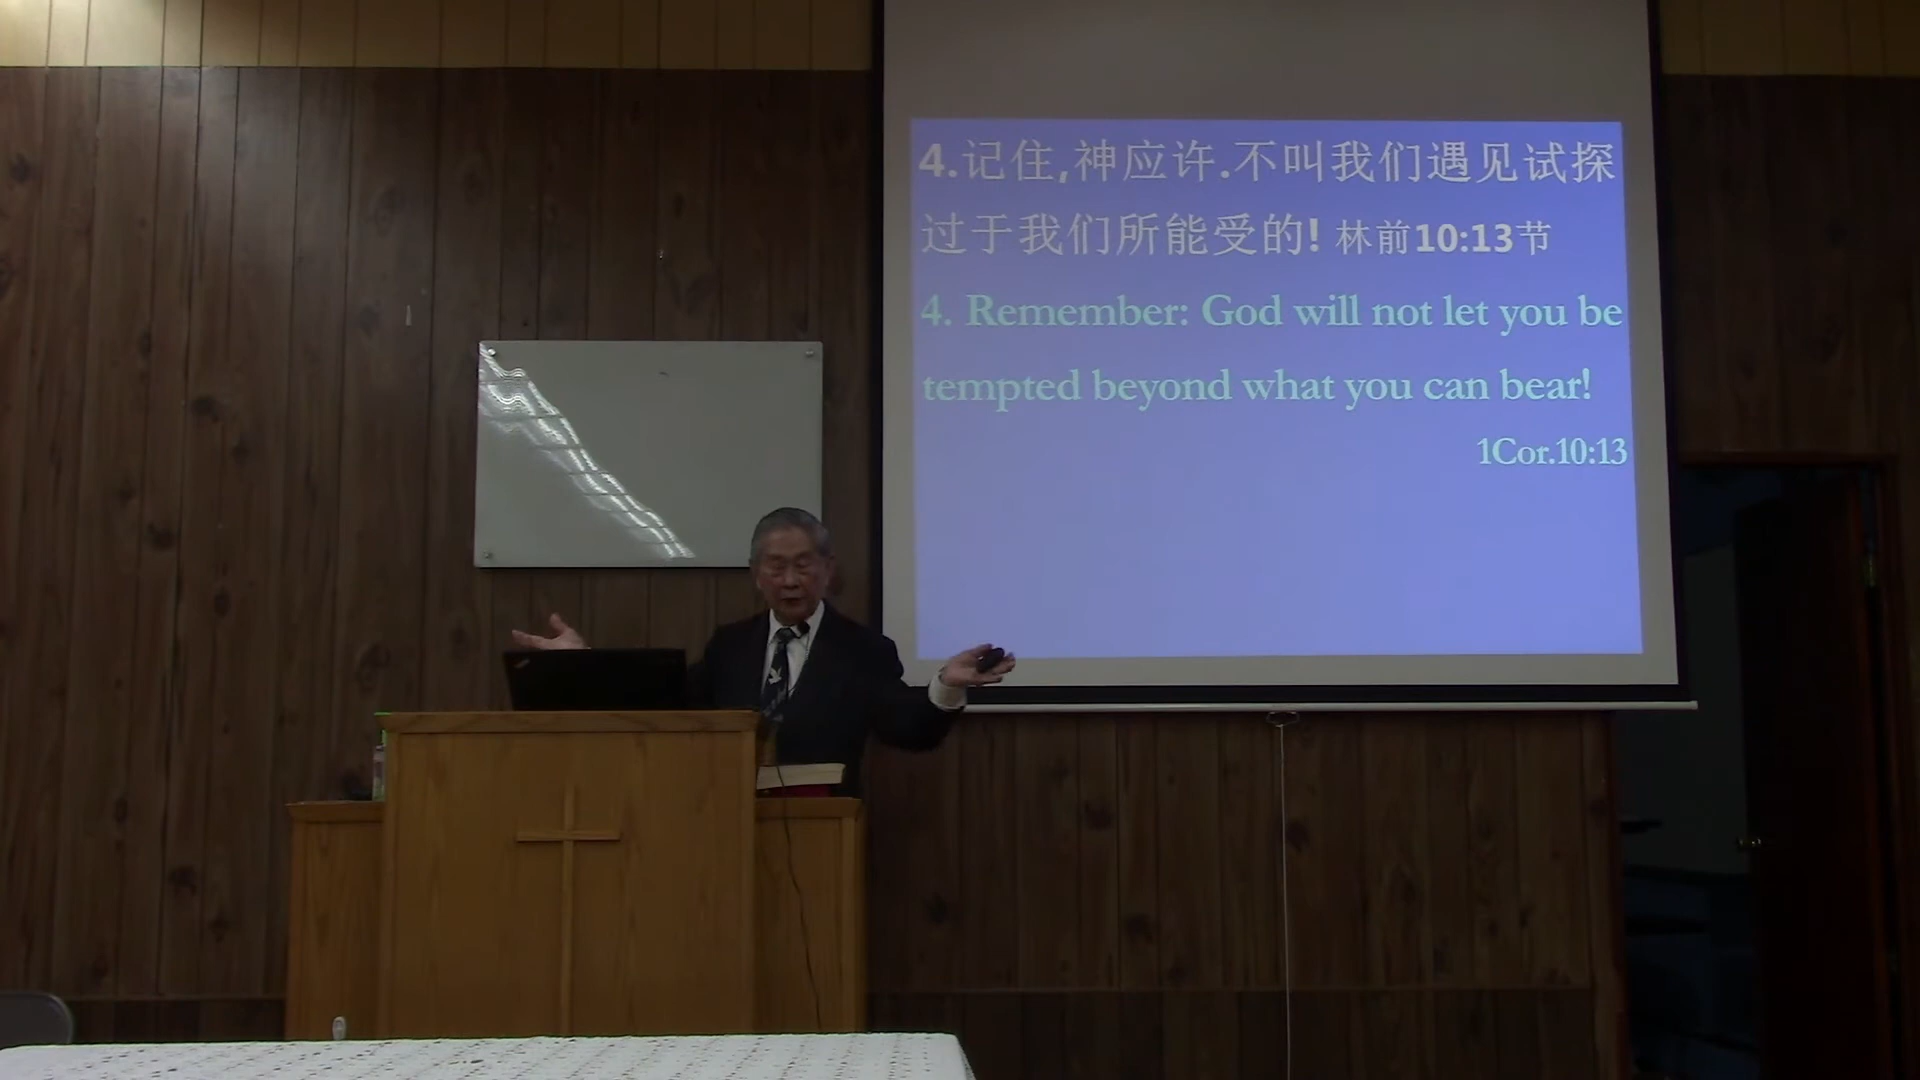 4.记住,神应许.不叫我们遇见试探
过于我们所能受的! 林前10:13节
4. Remember: God will not let you be
tempted beyond what you can bear!
1Cor.10:13